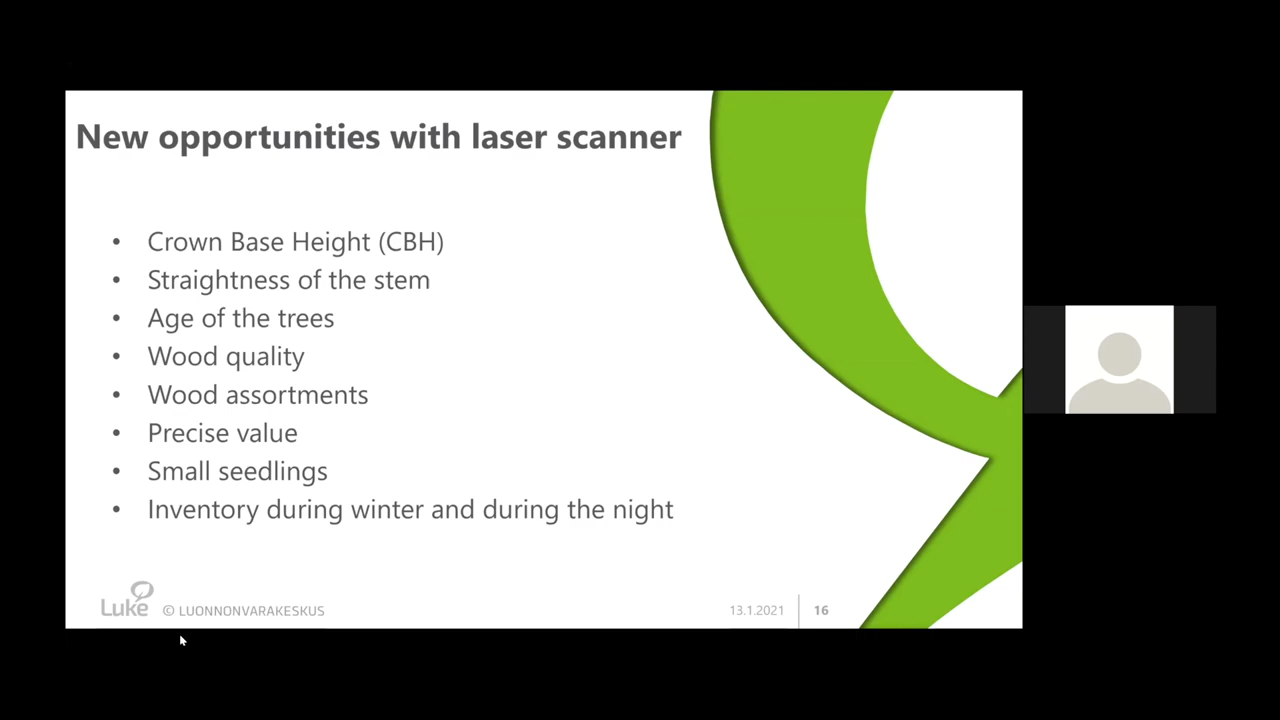 New opportunities with laser scanner
• Crown Base Height (CBH)
• Straightness of the stem
• Age of the trees
• Wood quality
• Wood assortments
• Precise value
• Small seedlings
• Inventory during winter and during the night
Luke © LUONNONVARAKESKUS
13.1.2021 16